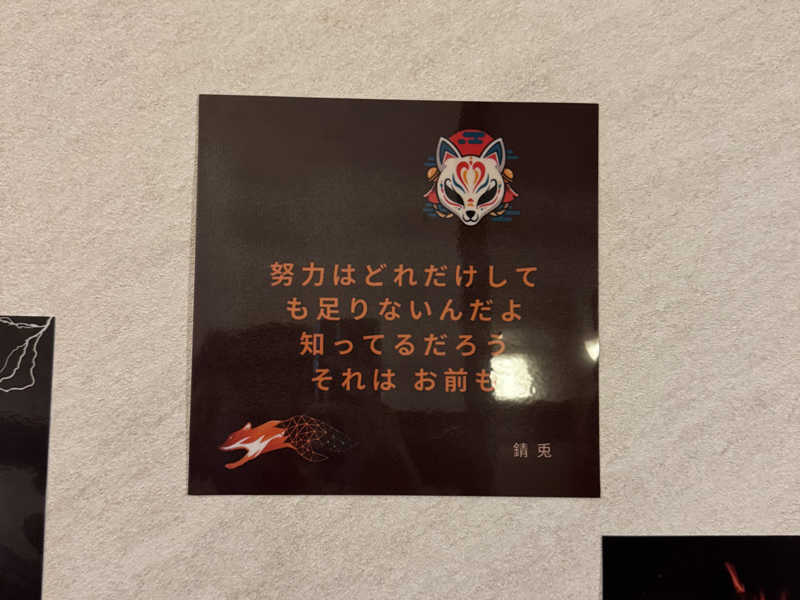 努力はどれだけして
も足りないんだよ
知ってるだろう
それは お前も
錆 兎